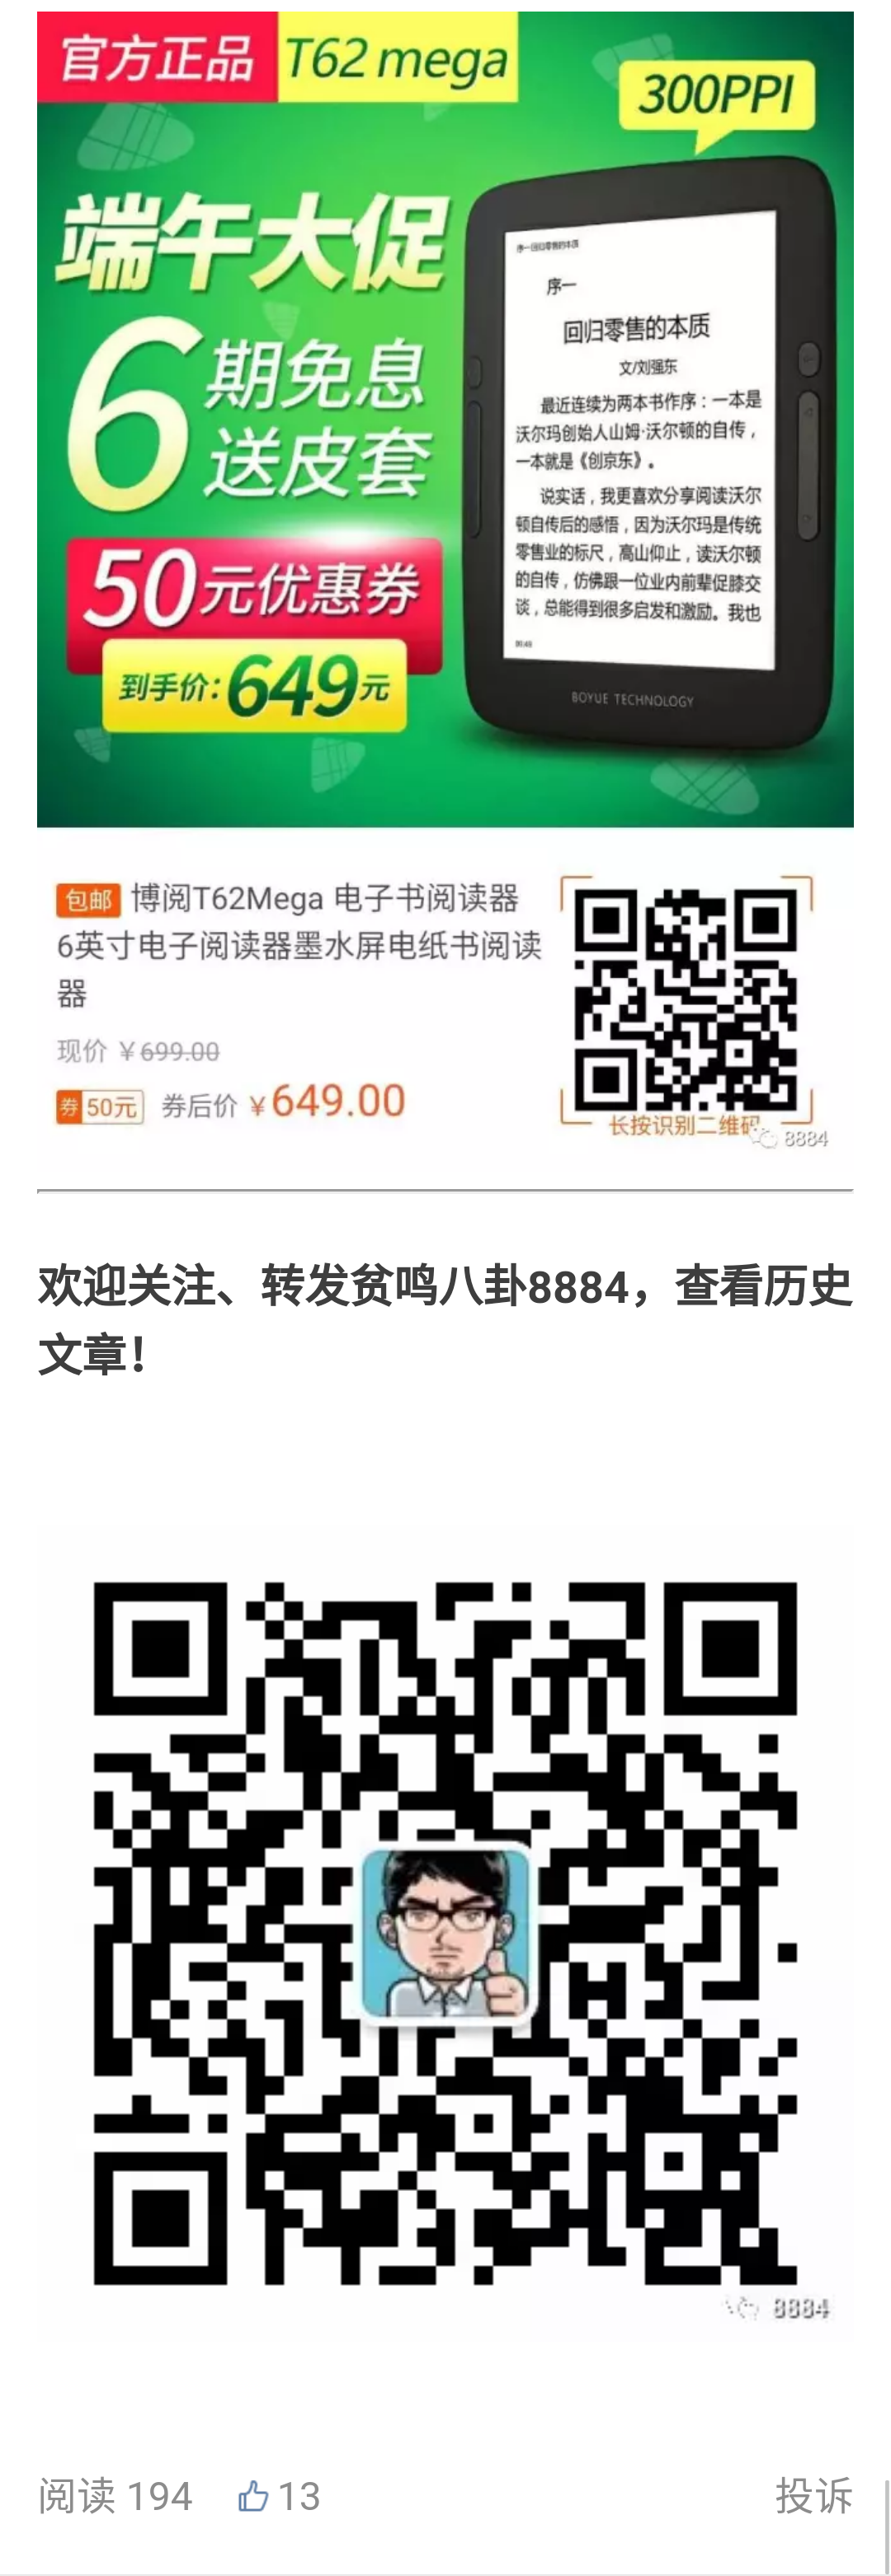 官方正品 T62 mega
300PPI
端午大促
6期免息
送皮套
50元优惠券
到手价:649元
序一回归零售的本质
序一
回归零售的本质
文/刘强东
最近连续为两本书作序：一本是
沃尔玛创始人山姆·沃尔顿的自传，
一本就是《创京东》。
说实话，我更喜欢分享阅读沃尔
顿自传后的感悟，因为沃尔玛是传统
零售业的标尺，高山仰止，读沃尔顿
的自传，仿佛跟一位业内前辈促膝交
谈，总能得到很多启发和激励。我也
BOYUE TECHNOLOGY
包邮 博阅T62Mega 电子书阅读器
6英寸电子阅读器墨水屏电纸书阅读
器
现价 ￥699.00
券 50元 券后价 ￥649.00
长按识别二维码
8884
欢迎关注、转发贫鸣八卦8884，查看历史
文章！
8884
阅读 194 13 投诉